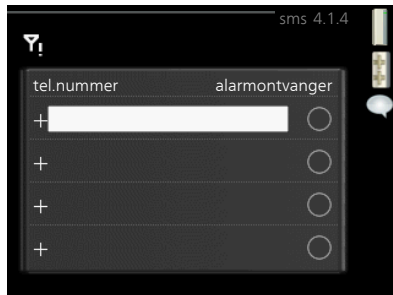 sms 4.1.4
tel.nummer alarmontvanger
+
+
+
+